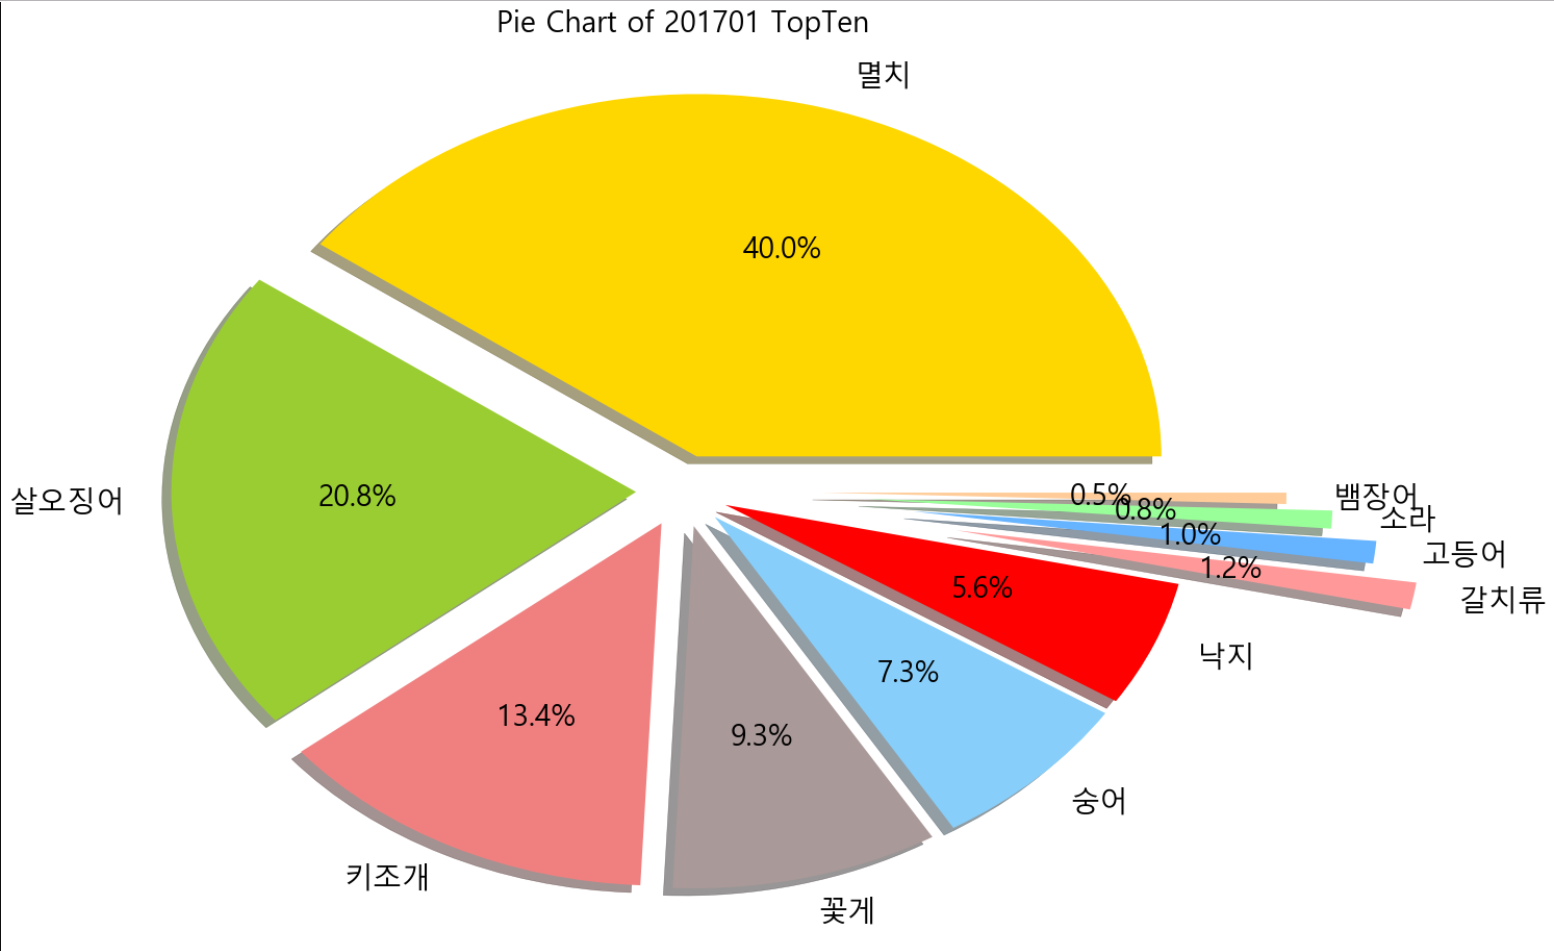 Pie Chart of 201701 TopTen
멸치
40.0%
살오징어
20.8%
키조개
13.4%
꽃게
9.3%
숭어
7.3%
낙지
5.6%
갈치류
1.2%
고등어
1.0%
소라
0.8%
뱀장어
0.5%